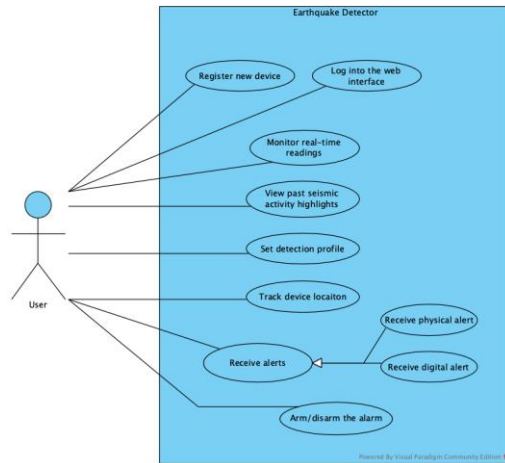 Earthquake Detector
Register new device
Log into the web
interface
Monitor real-time
readings
View past seismic
activity highlights
Set detection profile
Track device locaiton
User
Receive physical alert
Receive alerts
Receive digital alert
Arm/disarm the alarm
Powered By Visual Paradigm Community Edition